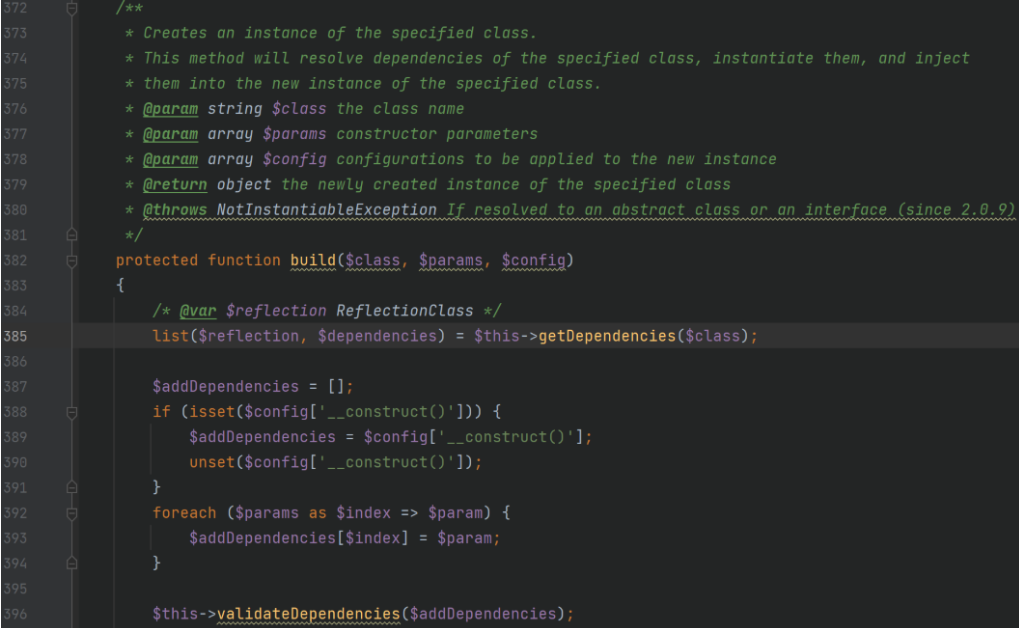 372 /**
373  * Creates an instance of the specified class.
374  * This method will resolve dependencies of the specified class, instantiate them, and inject
375  * them into the new instance of the specified class.
376  * @param string $class the class name
377  * @param array $params constructor parameters
378  * @param array $config configurations to be applied to the new instance
379  * @return object the newly created instance of the specified class
380  * @throws NotInstantiableException If resolved to an abstract class or an interface (since 2.0.9)
381  */
382 protected function build($class, $params, $config)
383 {
384     /* @var $reflection ReflectionClass */
385     list($reflection, $dependencies) = $this->getDependencies($class);
386
387     $addDependencies = [];
388     if (isset($config['__construct()'])) {
389         $addDependencies = $config['__construct()'];
390         unset($config['__construct()']);
391     }
392     foreach ($params as $index => $param) {
393         $addDependencies[$index] = $param;
394     }
395
396     $this->validateDependencies($addDependencies);